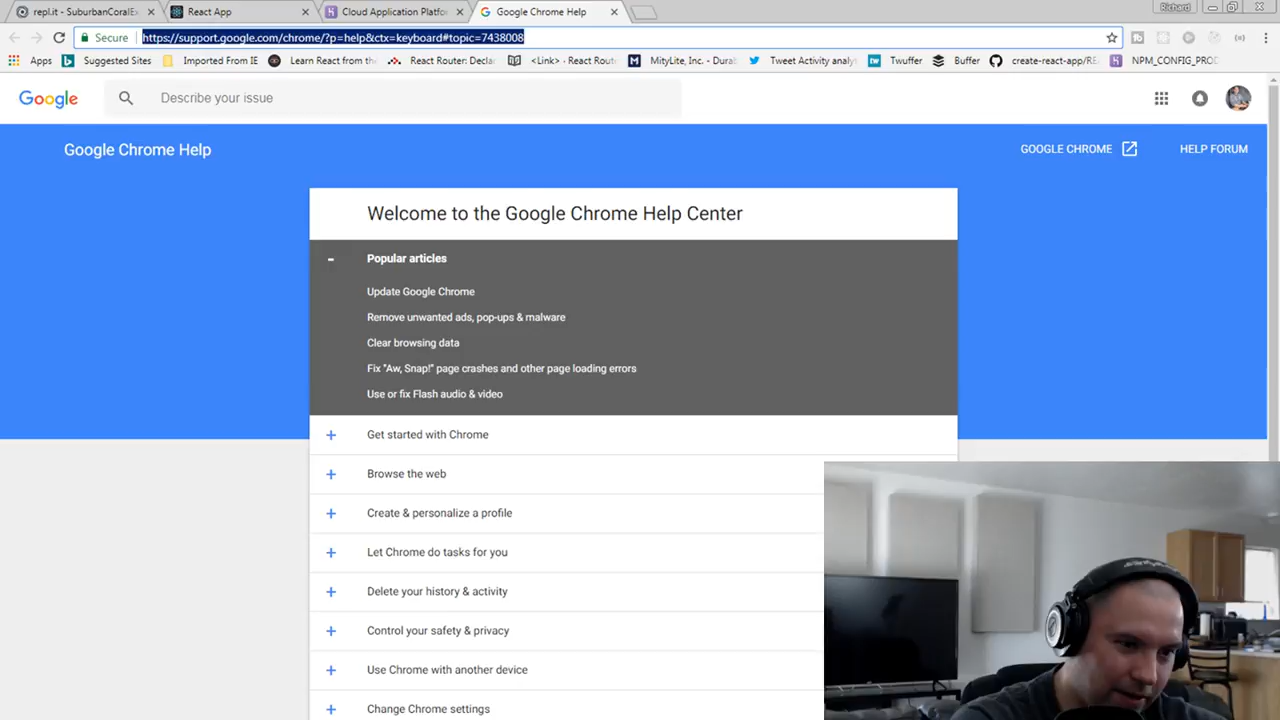 repl.it - SuburbanCoralEx
React App
Cloud Application Platfo
Google Chrome Help
Richard
Secure
https://support.google.com/chrome/?p=help&ctx=keyboard#topic=7438008
Apps
Suggested Sites
Imported From IE
Learn React from the
React Router: Declar
<Link> - React Route
MityLite, Inc. - Durab
Tweet Activity analyt
Twuffer
Buffer
create-react-app/RE
NPM_CONFIG_PROD
Google
Describe your issue
Google Chrome Help
GOOGLE CHROME
HELP FORUM
Welcome to the Google Chrome Help Center
- Popular articles
Update Google Chrome
Remove unwanted ads, pop-ups & malware
Clear browsing data
Fix "Aw, Snap!" page crashes and other page loading errors
Use or fix Flash audio & video
+ Get started with Chrome
+ Browse the web
+ Create & personalize a profile
+ Let Chrome do tasks for you
+ Delete your history & activity
+ Control your safety & privacy
+ Use Chrome with another device
+ Change Chrome settings